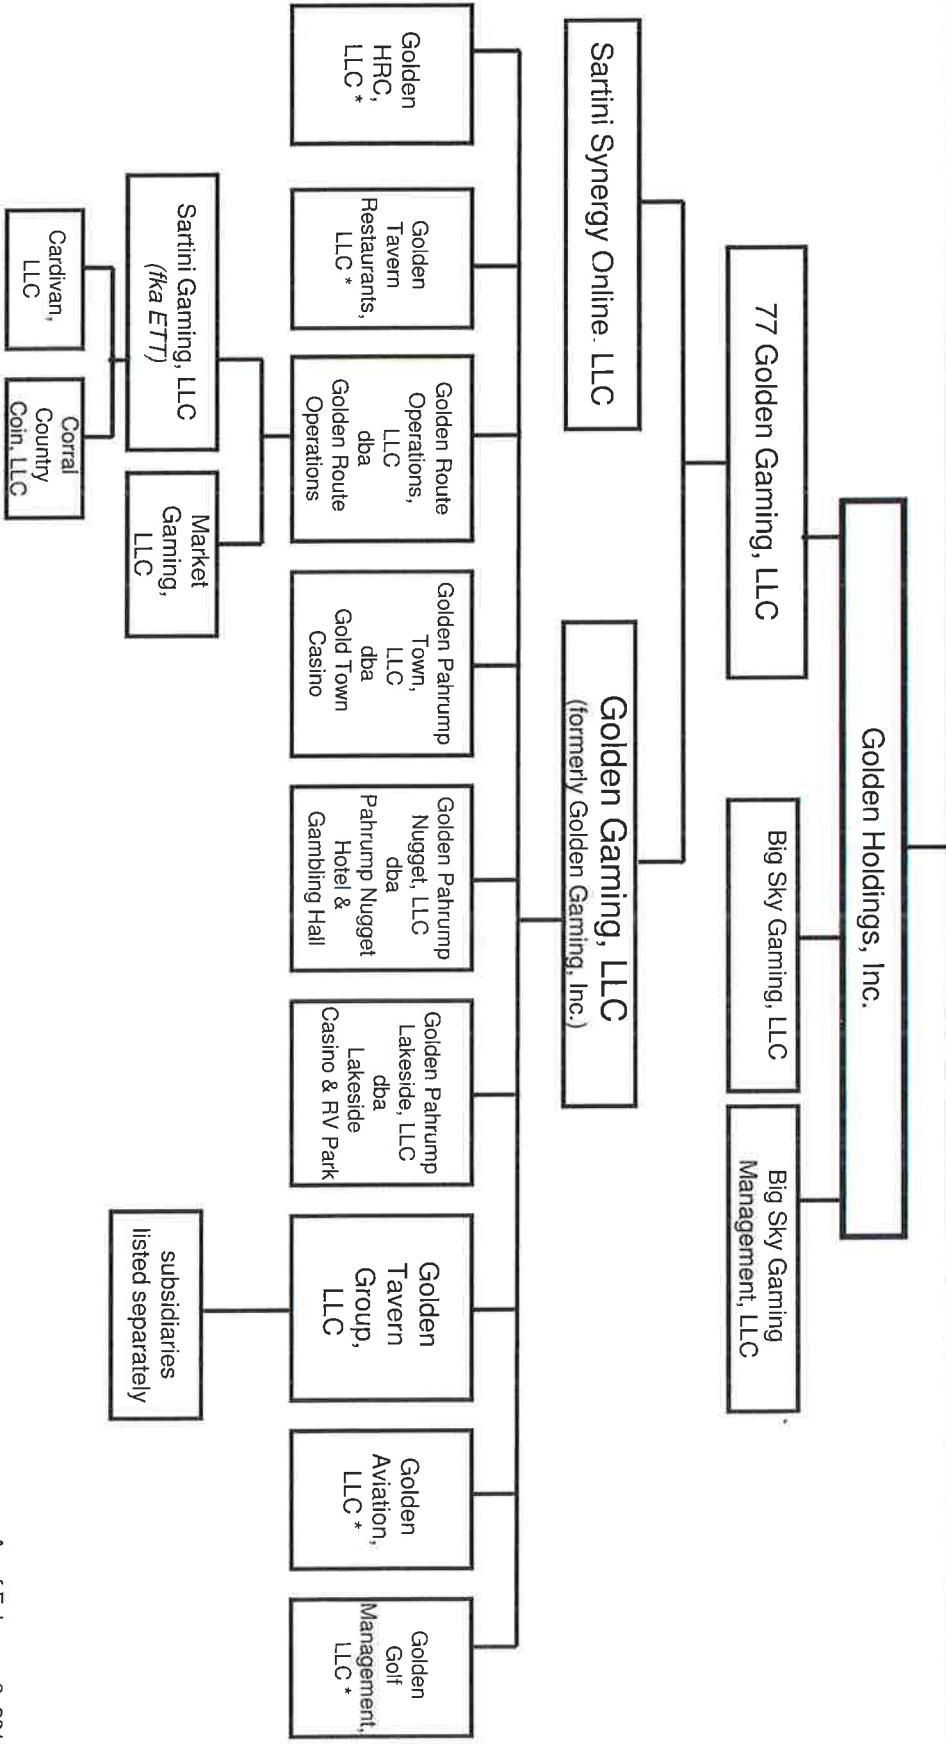 Golden Holdings, Inc.
77 Golden Gaming, LLC
Big Sky Gaming, LLC
Big Sky Gaming
Management, LLC
Sartini Synergy Online. LLC
Golden Gaming, LLC
(formerly Golden Gaming, Inc.)
Golden
HRC,
LLC *
Golden
Tavern
Restaurants,
LLC *
Golden Route
Operations,
LLC
dba
Golden Route
Operations
Golden Pahrump
Town,
LLC
dba
Gold Town
Casino
Golden Pahrump
Nugget, LLC
dba
Pahrump Nugget
Hotel &
Gambling Hall
Golden Pahrump
Lakeside, LLC
dba
Lakeside
Casino & RV Park
Golden
Tavern
Group,
LLC
Golden
Aviation,
LLC *
Golden
Golf
Management,
LLC *
Sartini Gaming, LLC
(fka ETT)
Market
Gaming,
LLC
subsidiaries
listed separately
Cardivan,
LLC
Corral
Country
Coin, LLC